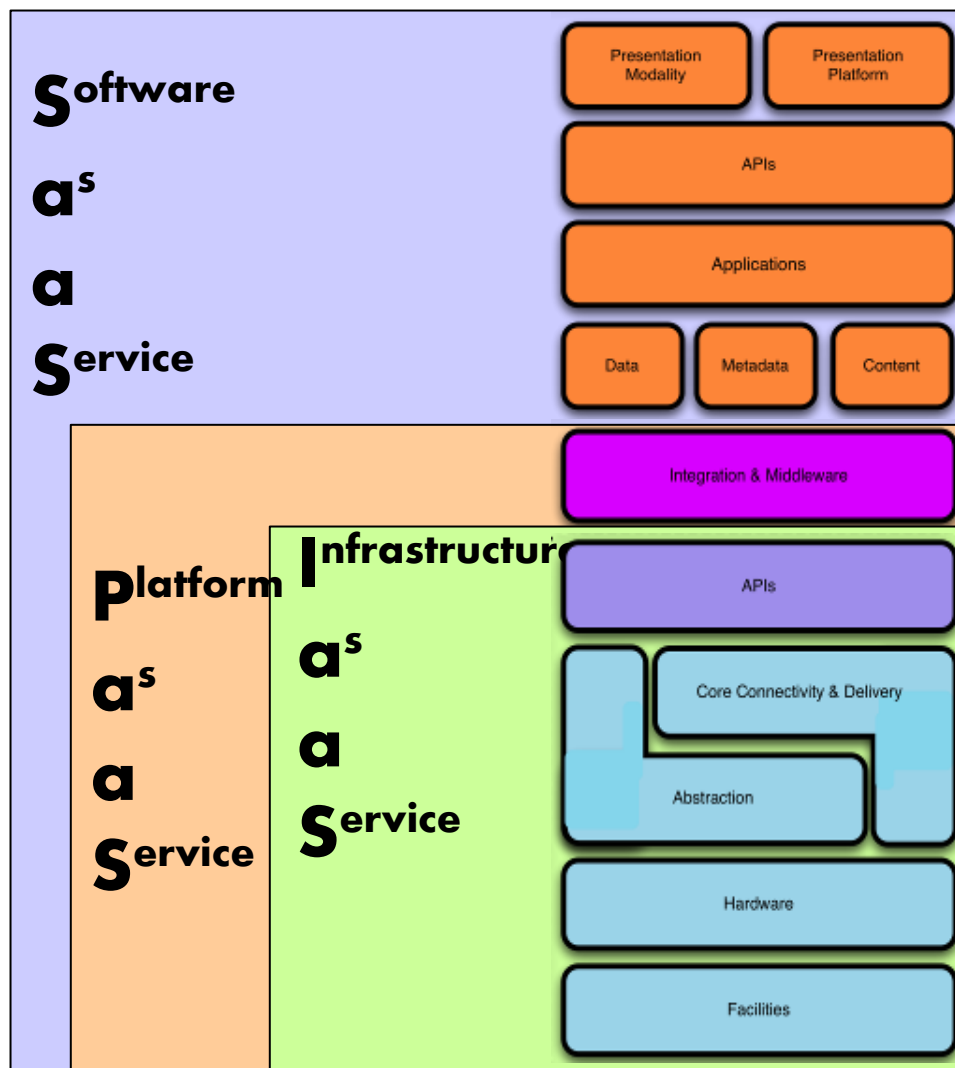 Software
as
a
Service
Platform
as
a
Service
Infrastructure
as
a
Service
Presentation
Modality
Presentation
Platform
APIs
Applications
Data
Metadata
Content
Integration & Middleware
APIs
Core Connectivity & Delivery
Abstraction
Hardware
Facilities